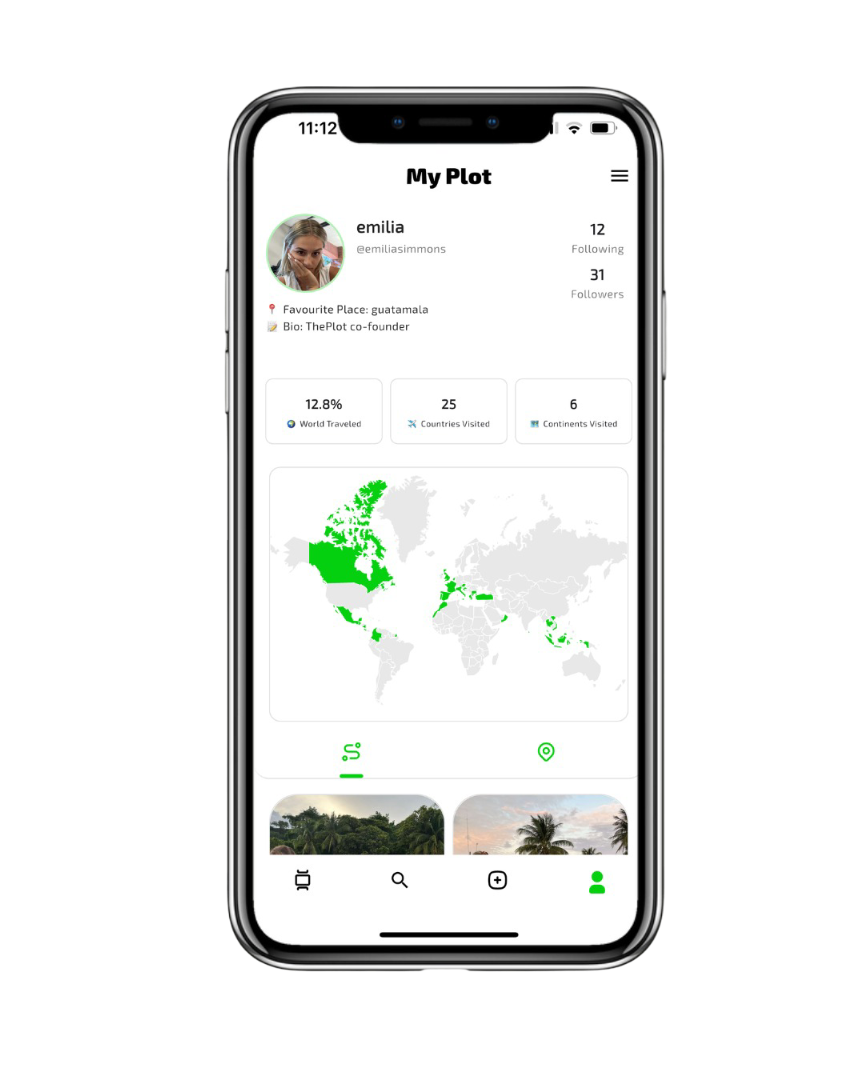 11:12
My Plot
emilia
@emiliasimmons
12
Following
31
Followers
Favourite Place: guatamala
Bio: ThePlot co-founder
12.8%
World Traveled
25
Countries Visited
6
Continents Visited